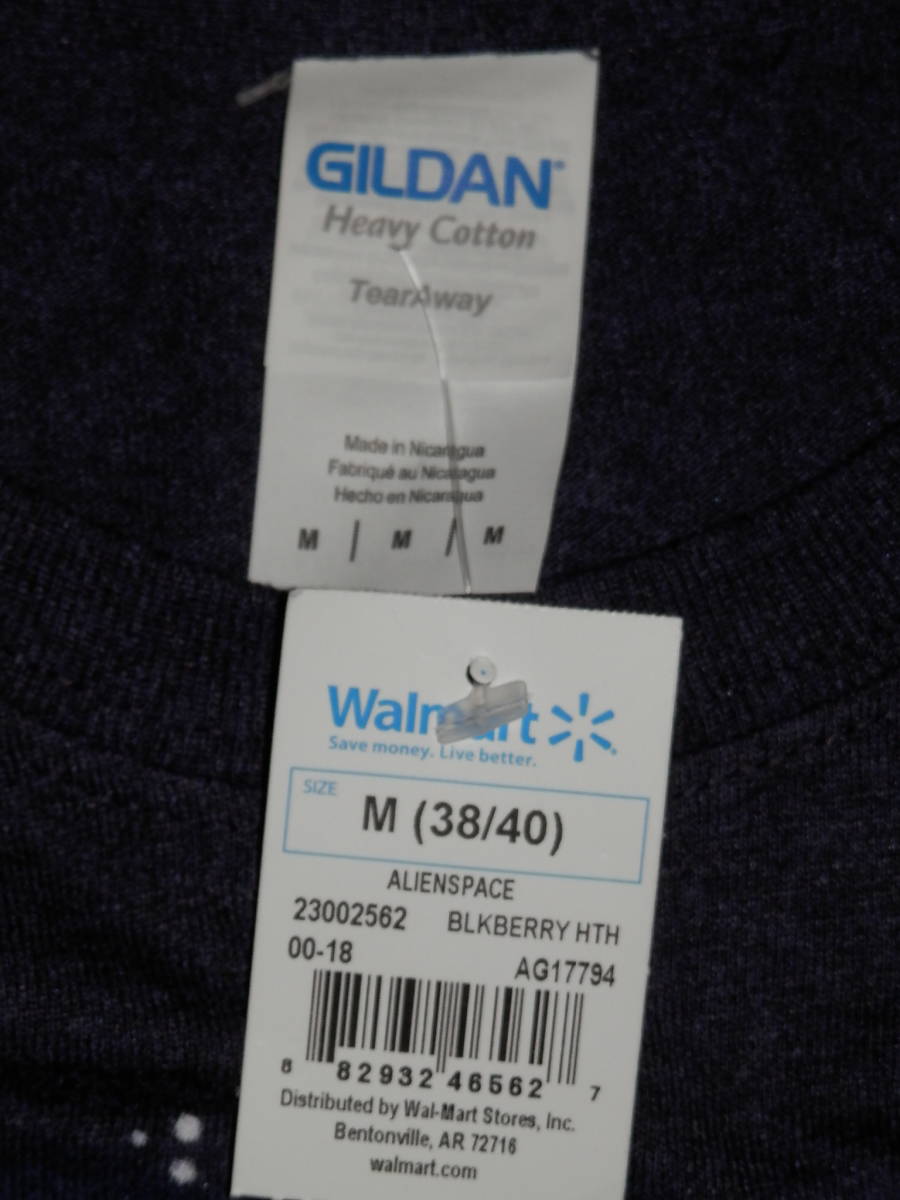 GILDAN
Heavy Cotton
TearAway
Made in Nicaragua
Fabriqué au Nicaragua
Hecho en Nicaragua
M | M / M
Walmart
Save money. Live better.
SIZE
M (38/40)
ALIENSPACE
23002562 BLKBERRY HTH
00-18 AG17794
8 82932 46562 7
Distributed by Wal-Mart Stores, Inc.
Bentonville, AR 72716
walmart.com